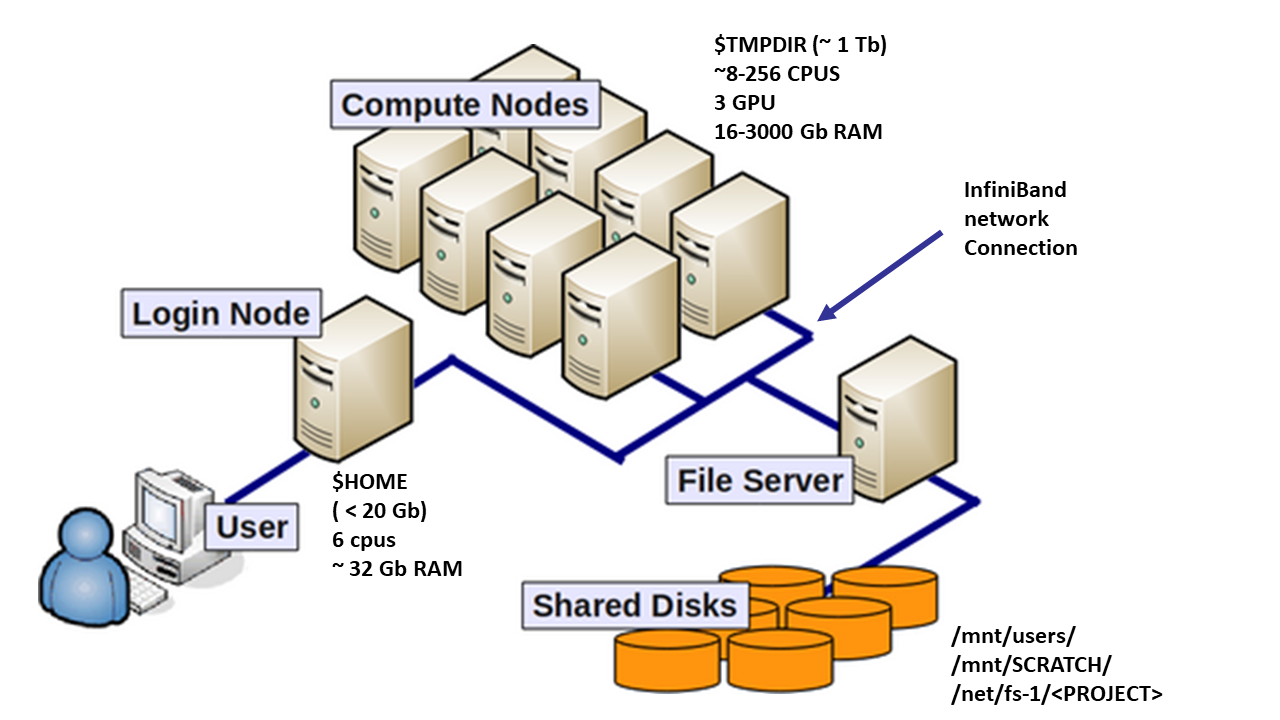 $TMPDIR (~ 1 Tb)
~8-256 CPUS
3 GPU
16-3000 Gb RAM
Compute Nodes
InfiniBand
network
Connection
Login Node
File Server
$HOME
( < 20 Gb)
6 cpus
~ 32 Gb RAM
User
Shared Disks
/mnt/users/
/mnt/SCRATCH/
/net/fs-1/<PROJECT>